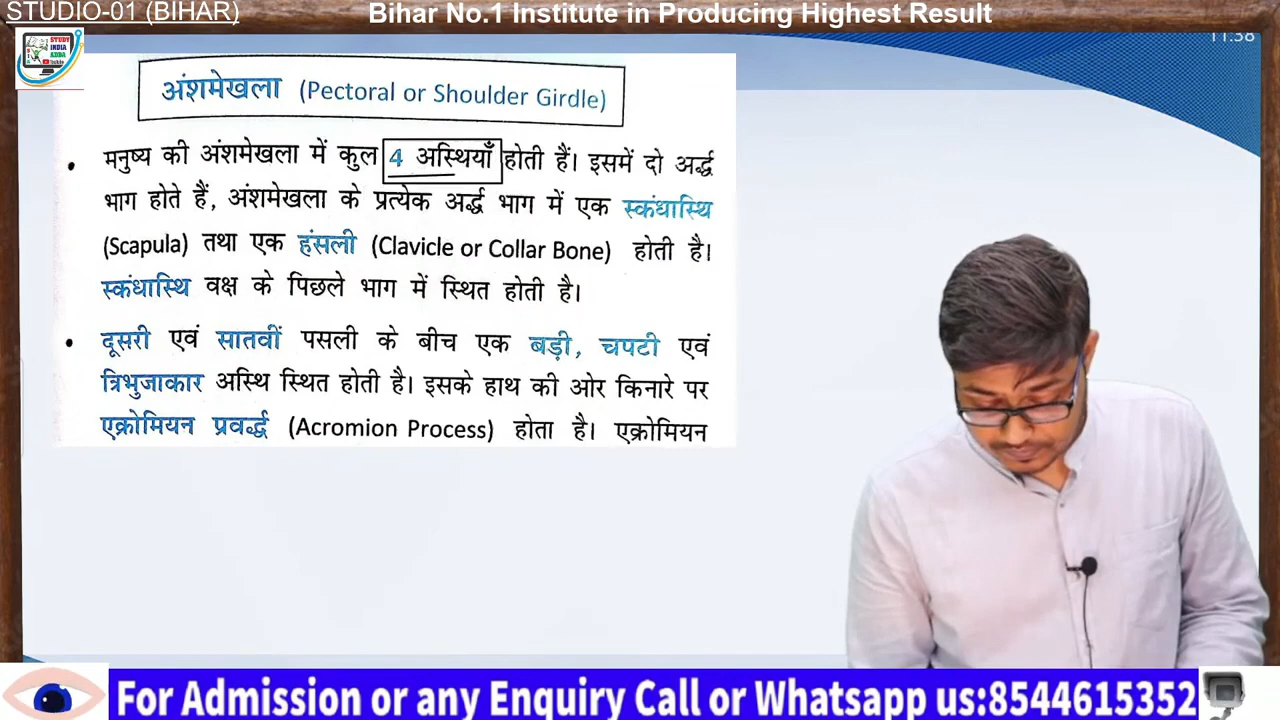 STUDIO-01 (BIHAR)
Bihar No.1 Institute in Producing Highest Result
11:38
STUDY
INDIA
ADDA
अंशमेखला (Pectoral or Shoulder Girdle)
• मनुष्य की अंशमेखला में कुल 4 अस्थियाँ होती हैं। इसमें दो अर्द्ध
भाग होते हैं, अंशमेखला के प्रत्येक अर्द्ध भाग में एक स्कंधास्थि
(Scapula) तथा एक हंसली (Clavicle or Collar Bone) होती है।
स्कंधास्थि वक्ष के पिछले भाग में स्थित होती है।
• दूसरी एवं सातवीं पसली के बीच एक बड़ी, चपटी एवं
त्रिभुजाकार अस्थि स्थित होती है। इसके हाथ की ओर किनारे पर
एक्रोमियन प्रवर्द्ध (Acromion Process) होता है। एक्रोमियन
For Admission or any Enquiry Call or Whatsapp us:8544615352